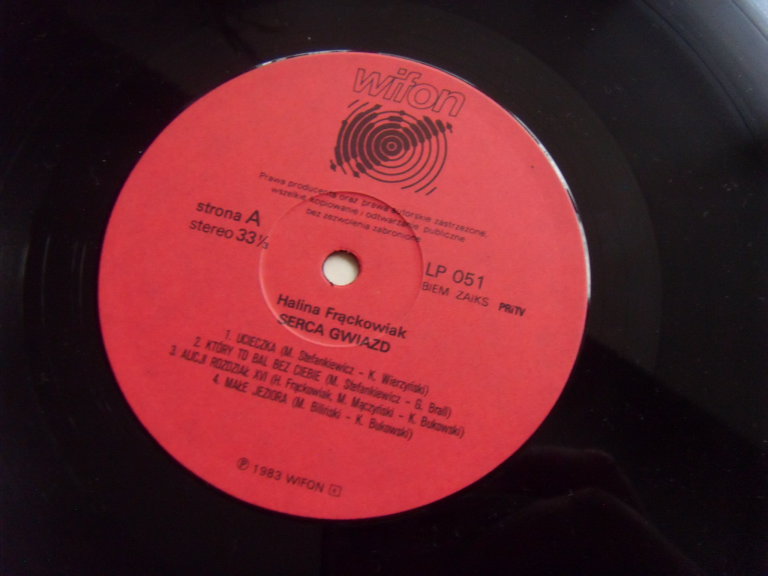 wifon
Prawa producenta oraz prawa autorskie zastrzeżone,
wszelkie kopiowanie i odtwarzanie publiczne
bez zezwolenia zabronione
strona A
stereo 33⅓
LP 051
BIEM ZAiKS PRiTV
Halina Frąckowiak
SERCA GWIAZD
1. UCIECZKA (M. Stefankiewicz - K. Wierzyński)
2. KTÓRY TO BAL BEZ CIEBIE (M. Stefankiewicz - G. Brall)
3. ALICJI ROZDZIAŁ XVI (H. Frąckowiak, M. Mączyński - K. Bukowski)
4. MAŁE JEZIORA (M. Biliński - K. Bukowski)
℗ 1983 WIFON